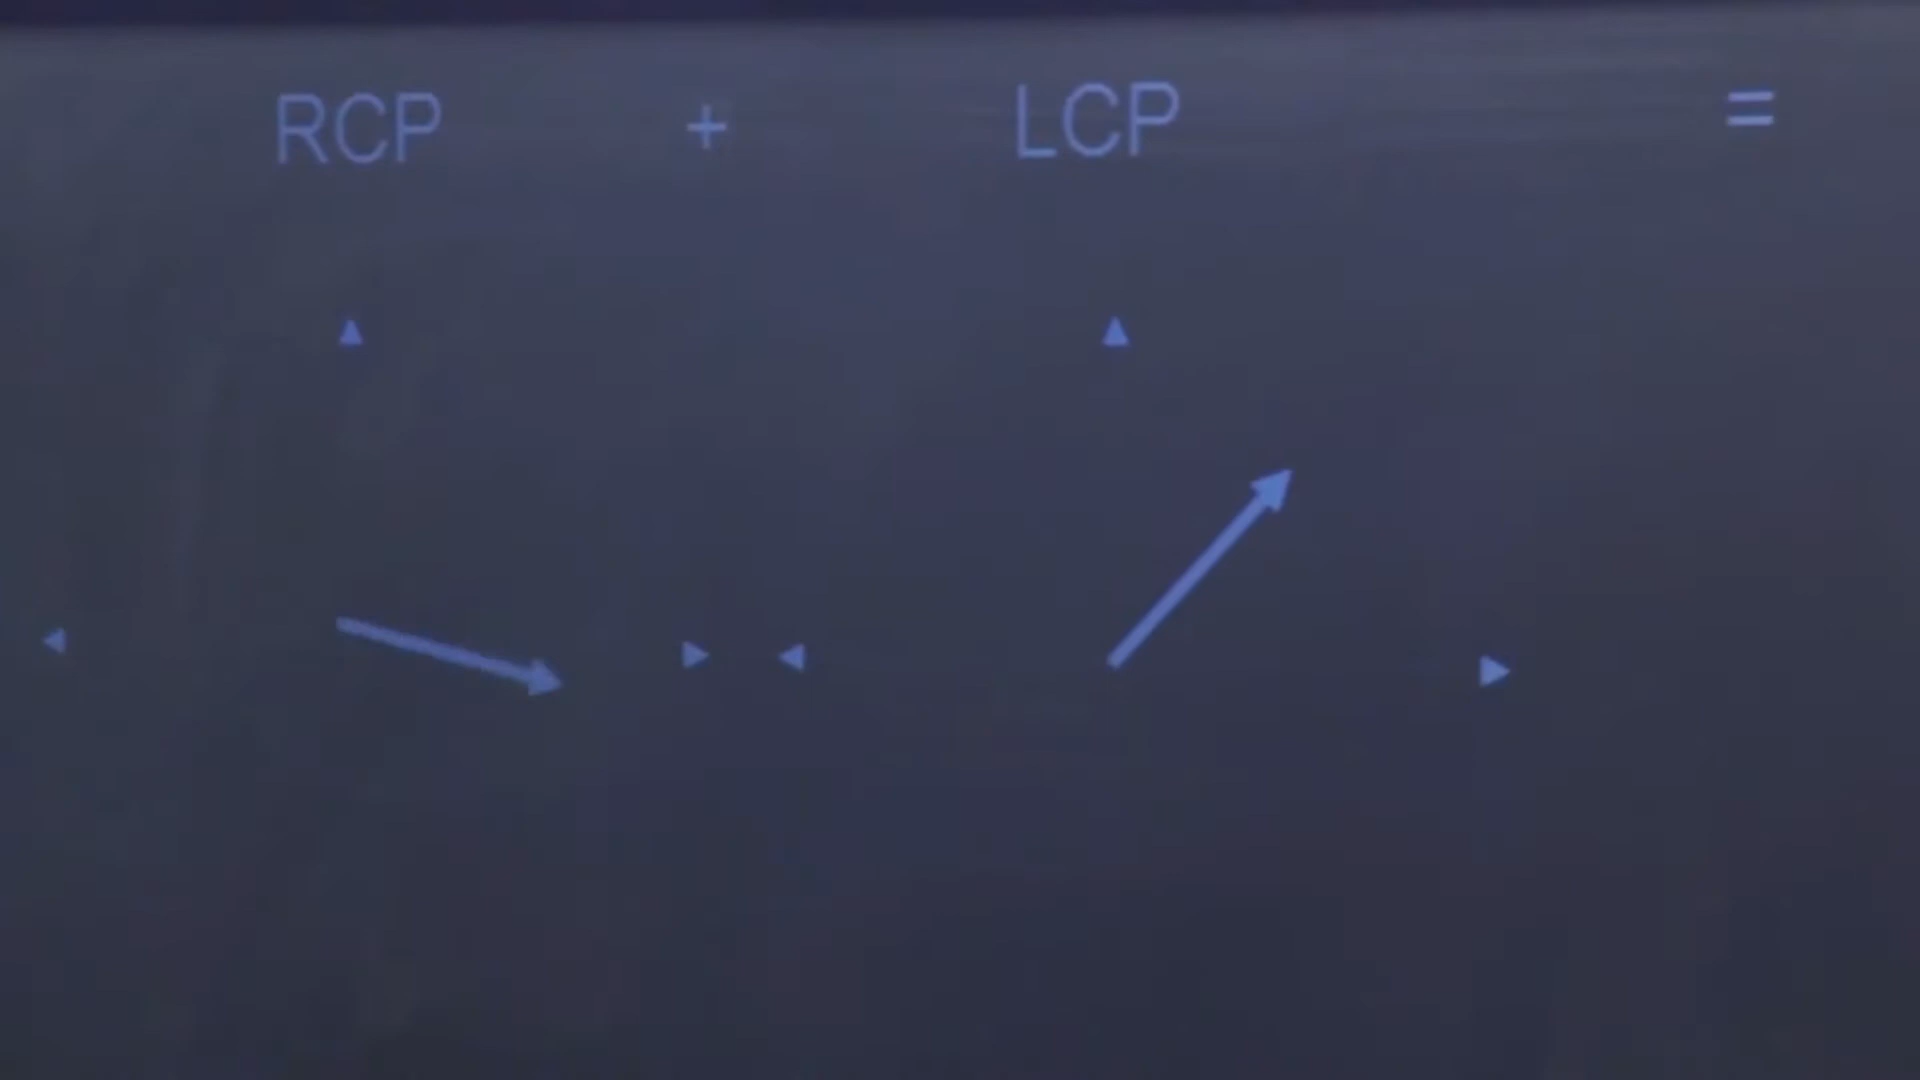 RCP + LCP =